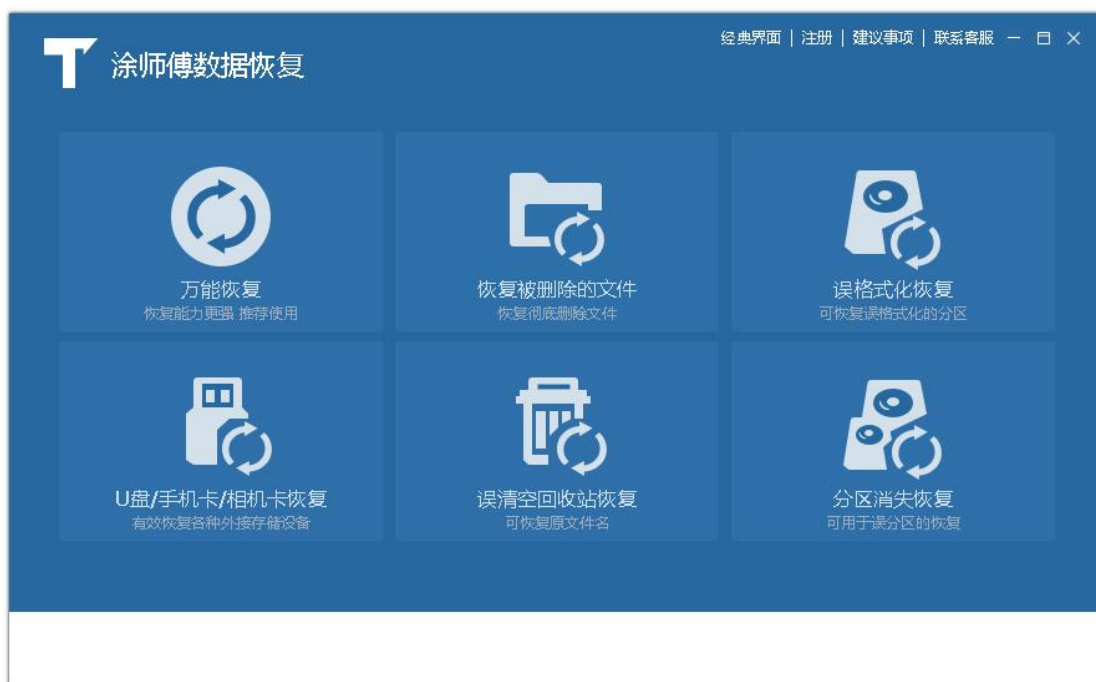 涂师傅数据恢复
经典界面 | 注册 | 建议事项 | 联系客服
万能恢复
恢复能力更强 推荐使用
恢复被删除的文件
恢复彻底删除文件
误格式化恢复
可恢复误格式化的分区
U盘/手机卡/相机卡恢复
有效恢复各种外接存储设备
误清空回收站恢复
可恢复原文件名
分区消失恢复
可用于误分区的恢复